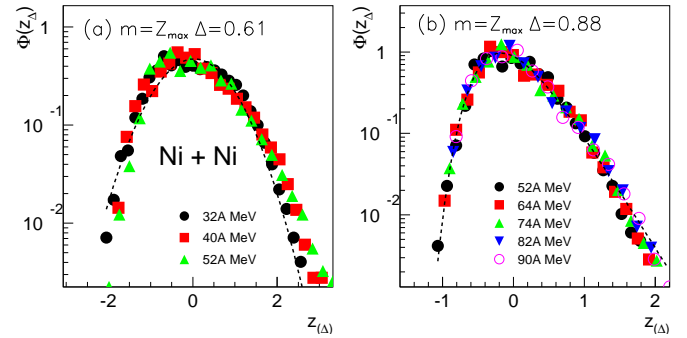 (a) m=Z_max Δ=0.61
Φ(z_Δ)
1
10^-1
10^-2
Ni + Ni
32A MeV
40A MeV
52A MeV
-2 0 2
z_(Δ)
(b) m=Z_max Δ=0.88
Φ(z_Δ)
1
10^-1
10^-2
52A MeV
64A MeV
74A MeV
82A MeV
90A MeV
-1 0 1 2
z_(Δ)